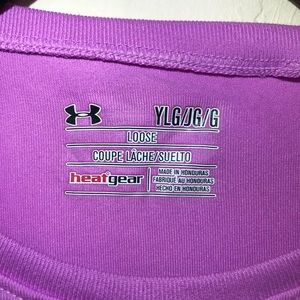 YLG/JG/G
LOOSE
COUPE LÂCHE/SUELTO
heatgear
MADE IN HONDURAS
FABRIQUÉ AU HONDURAS
HECHO EN HONDURAS